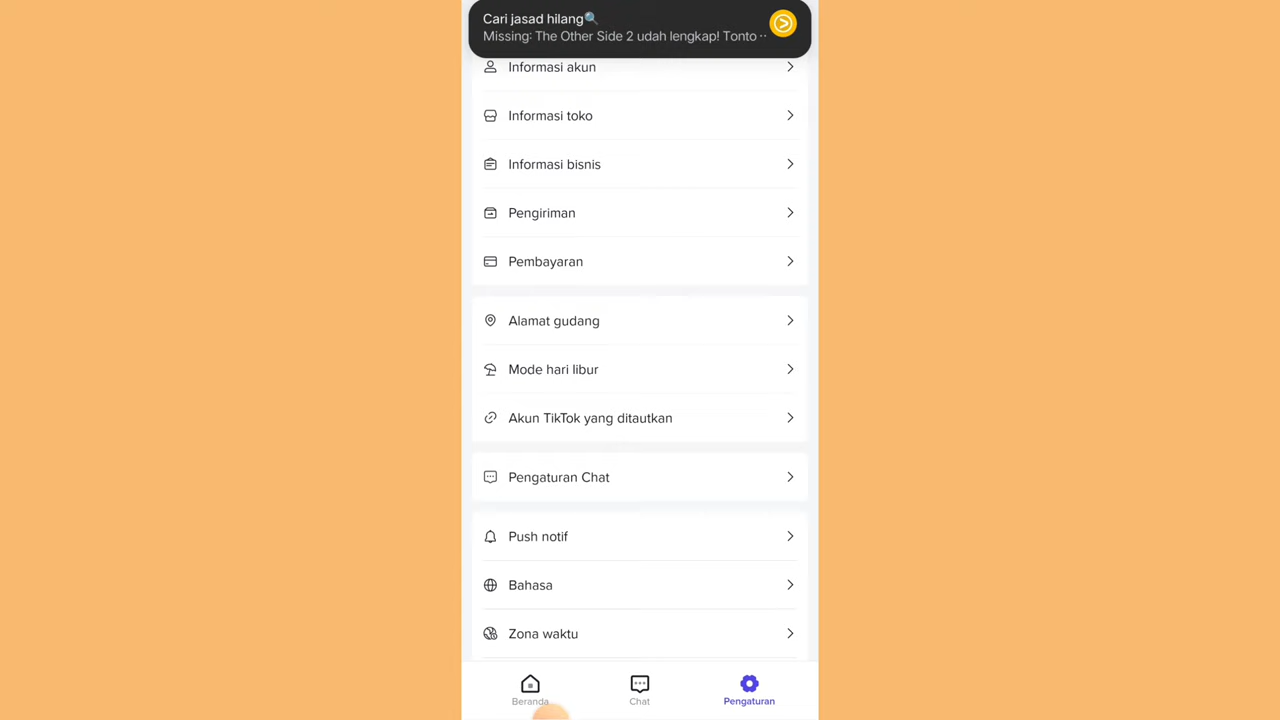 Cari jasad hilang🔍
Missing: The Other Side 2 udah lengkap! Tonto ··
Informasi akun
Informasi toko
Informasi bisnis
Pengiriman
Pembayaran
Alamat gudang
Mode hari libur
Akun TikTok yang ditautkan
Pengaturan Chat
Push notif
Bahasa
Zona waktu
Beranda
Chat
Pengaturan